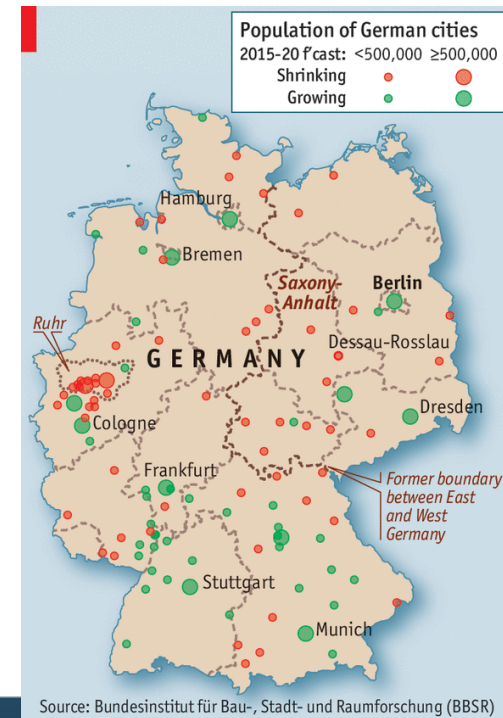 Population of German cities
2015-20 f'cast: <500,000 ≥500,000
Shrinking
Growing
Hamburg
Bremen
Saxony-
Anhalt
Berlin
Ruhr
GERMANY
Dessau-Rosslau
Cologne
Dresden
Frankfurt
Former boundary
between East
and West
Germany
Stuttgart
Munich
Source: Bundesinstitut für Bau-, Stadt- und Raumforschung (BBSR)